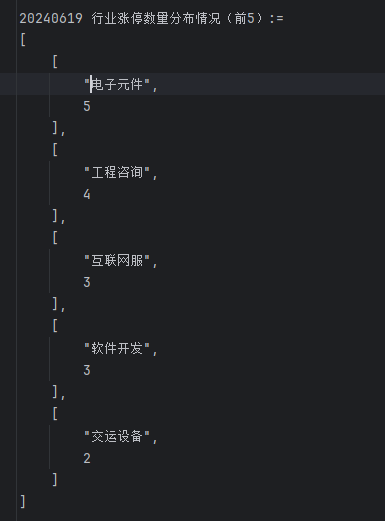 20240619 行业涨停数量分布情况（前5）:=
[
    [
        "电子元件",
        5
    ],
    [
        "工程咨询",
        4
    ],
    [
        "互联网服",
        3
    ],
    [
        "软件开发",
        3
    ],
    [
        "交运设备",
        2
    ]
]